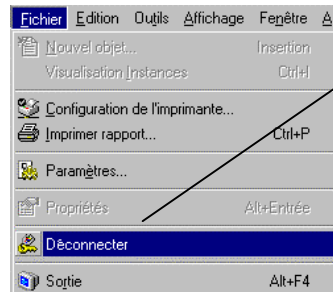 Fichier Edition Outils Affichage Fenêtre A
Nouvel objet... Insertion
Visualisation Instances Ctrl+I
Configuration de l'imprimante...
Imprimer rapport... Ctrl+P
Paramètres...
Propriétés Alt+Entrée
Déconnecter
Sortie Alt+F4